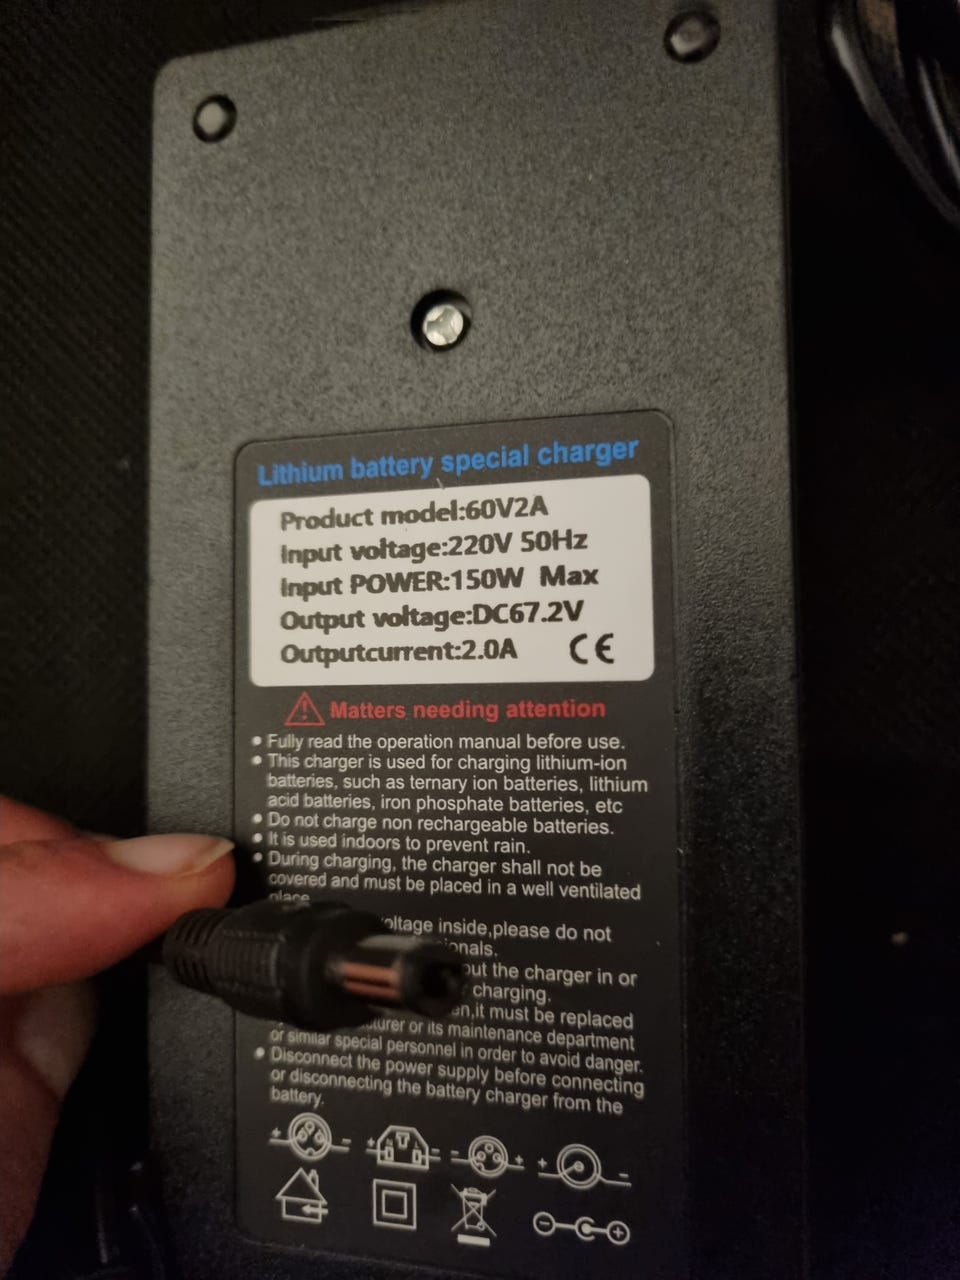 Lithium battery special charger
Product model:60V2A
Input voltage:220V 50Hz
Input POWER:150W Max
Output voltage:DC67.2V
Outputcurrent:2.0A CE
Matters needing attention
• Fully read the operation manual before use.
• This charger is used for charging lithium-ion
batteries, such as ternary ion batteries, lithium
acid batteries, iron phosphate batteries, etc
• Do not charge non rechargeable batteries.
• It is used indoors to prevent rain.
• During charging, the charger shall not be
covered and must be placed in a well ventilated
place
inside,please do not
the charger in or
charging.
it must be replaced
or its maintenance department
or similar special personnel in order to avoid danger.
• Disconnect the power supply before connecting
or disconnecting the battery charger from the
battery.